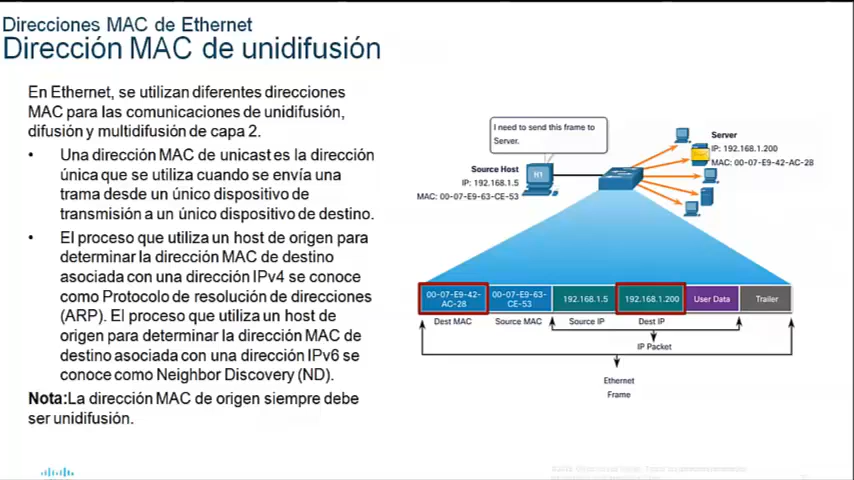 Direcciones MAC de Ethernet
Dirección MAC de unidifusión
En Ethernet, se utilizan diferentes direcciones
MAC para las comunicaciones de unidifusión,
difusión y multidifusión de capa 2.
• Una dirección MAC de unicast es la dirección
única que se utiliza cuando se envía una
trama desde un único dispositivo de
transmisión a un único dispositivo de destino.
• El proceso que utiliza un host de origen para
determinar la dirección MAC de destino
asociada con una dirección IPv4 se conoce
como Protocolo de resolución de direcciones
(ARP). El proceso que utiliza un host de
origen para determinar la dirección MAC de
destino asociada con una dirección IPv6 se
conoce como Neighbor Discovery (ND).
Nota:La dirección MAC de origen siempre debe
ser unidifusión.
I need to send this frame to
Server.
Source Host
IP: 192.168.1.5
MAC: 00-07-E9-63-CE-53
H1
Server
IP: 192.168.1.200
MAC: 00-07-E9-42-AC-28
00-07-E9-42-
AC-28
00-07-E9-63-
CE-53
192.168.1.5
192.168.1.200
User Data
Trailer
Dest MAC
Source MAC
Source IP
Dest IP
IP Packet
Ethernet
Frame